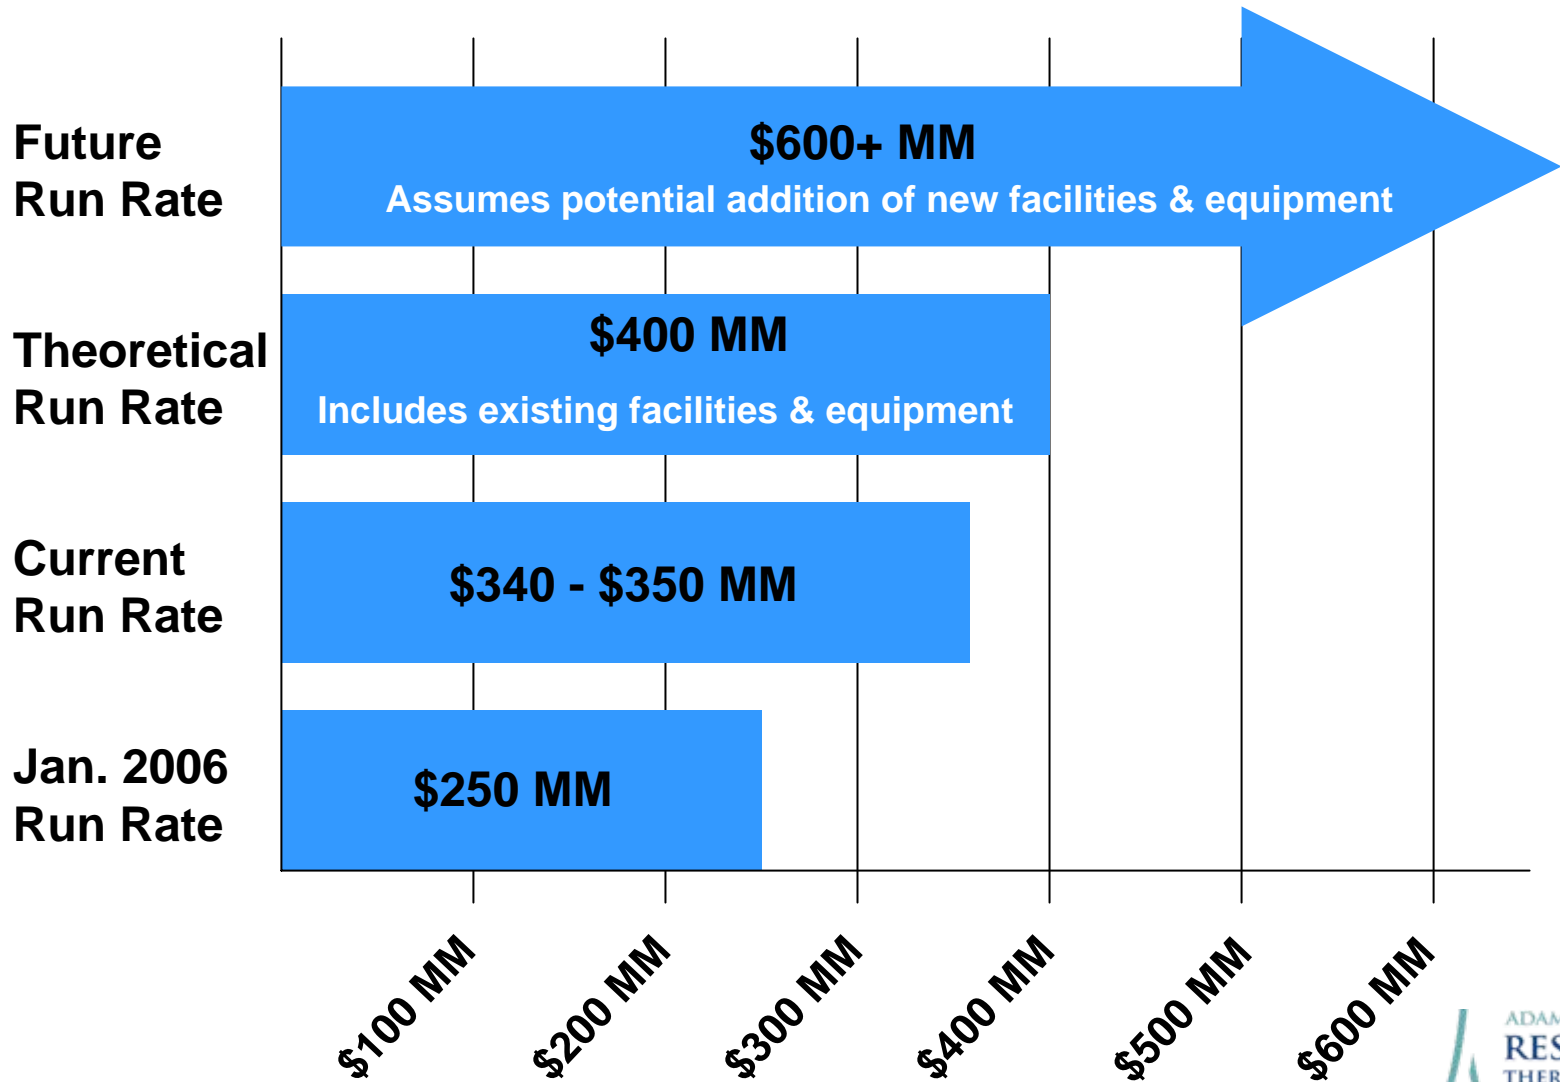 Future
Run Rate
$600+ MM
Assumes potential addition of new facilities & equipment
Theoretical
Run Rate
$400 MM
Includes existing facilities & equipment
Current
Run Rate
$340 - $350 MM
Jan. 2006
Run Rate
$250 MM
$100 MM
$200 MM
$300 MM
$400 MM
$500 MM
$600 MM